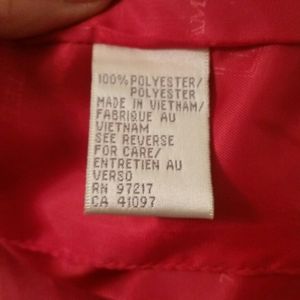 100% POLYESTER/
POLYESTER
MADE IN VIETNAM/
FABRIQUE AU
VIETNAM
SEE REVERSE
FOR CARE/
ENTRETIEN AU
VERSO
RN 97217
CA 41097